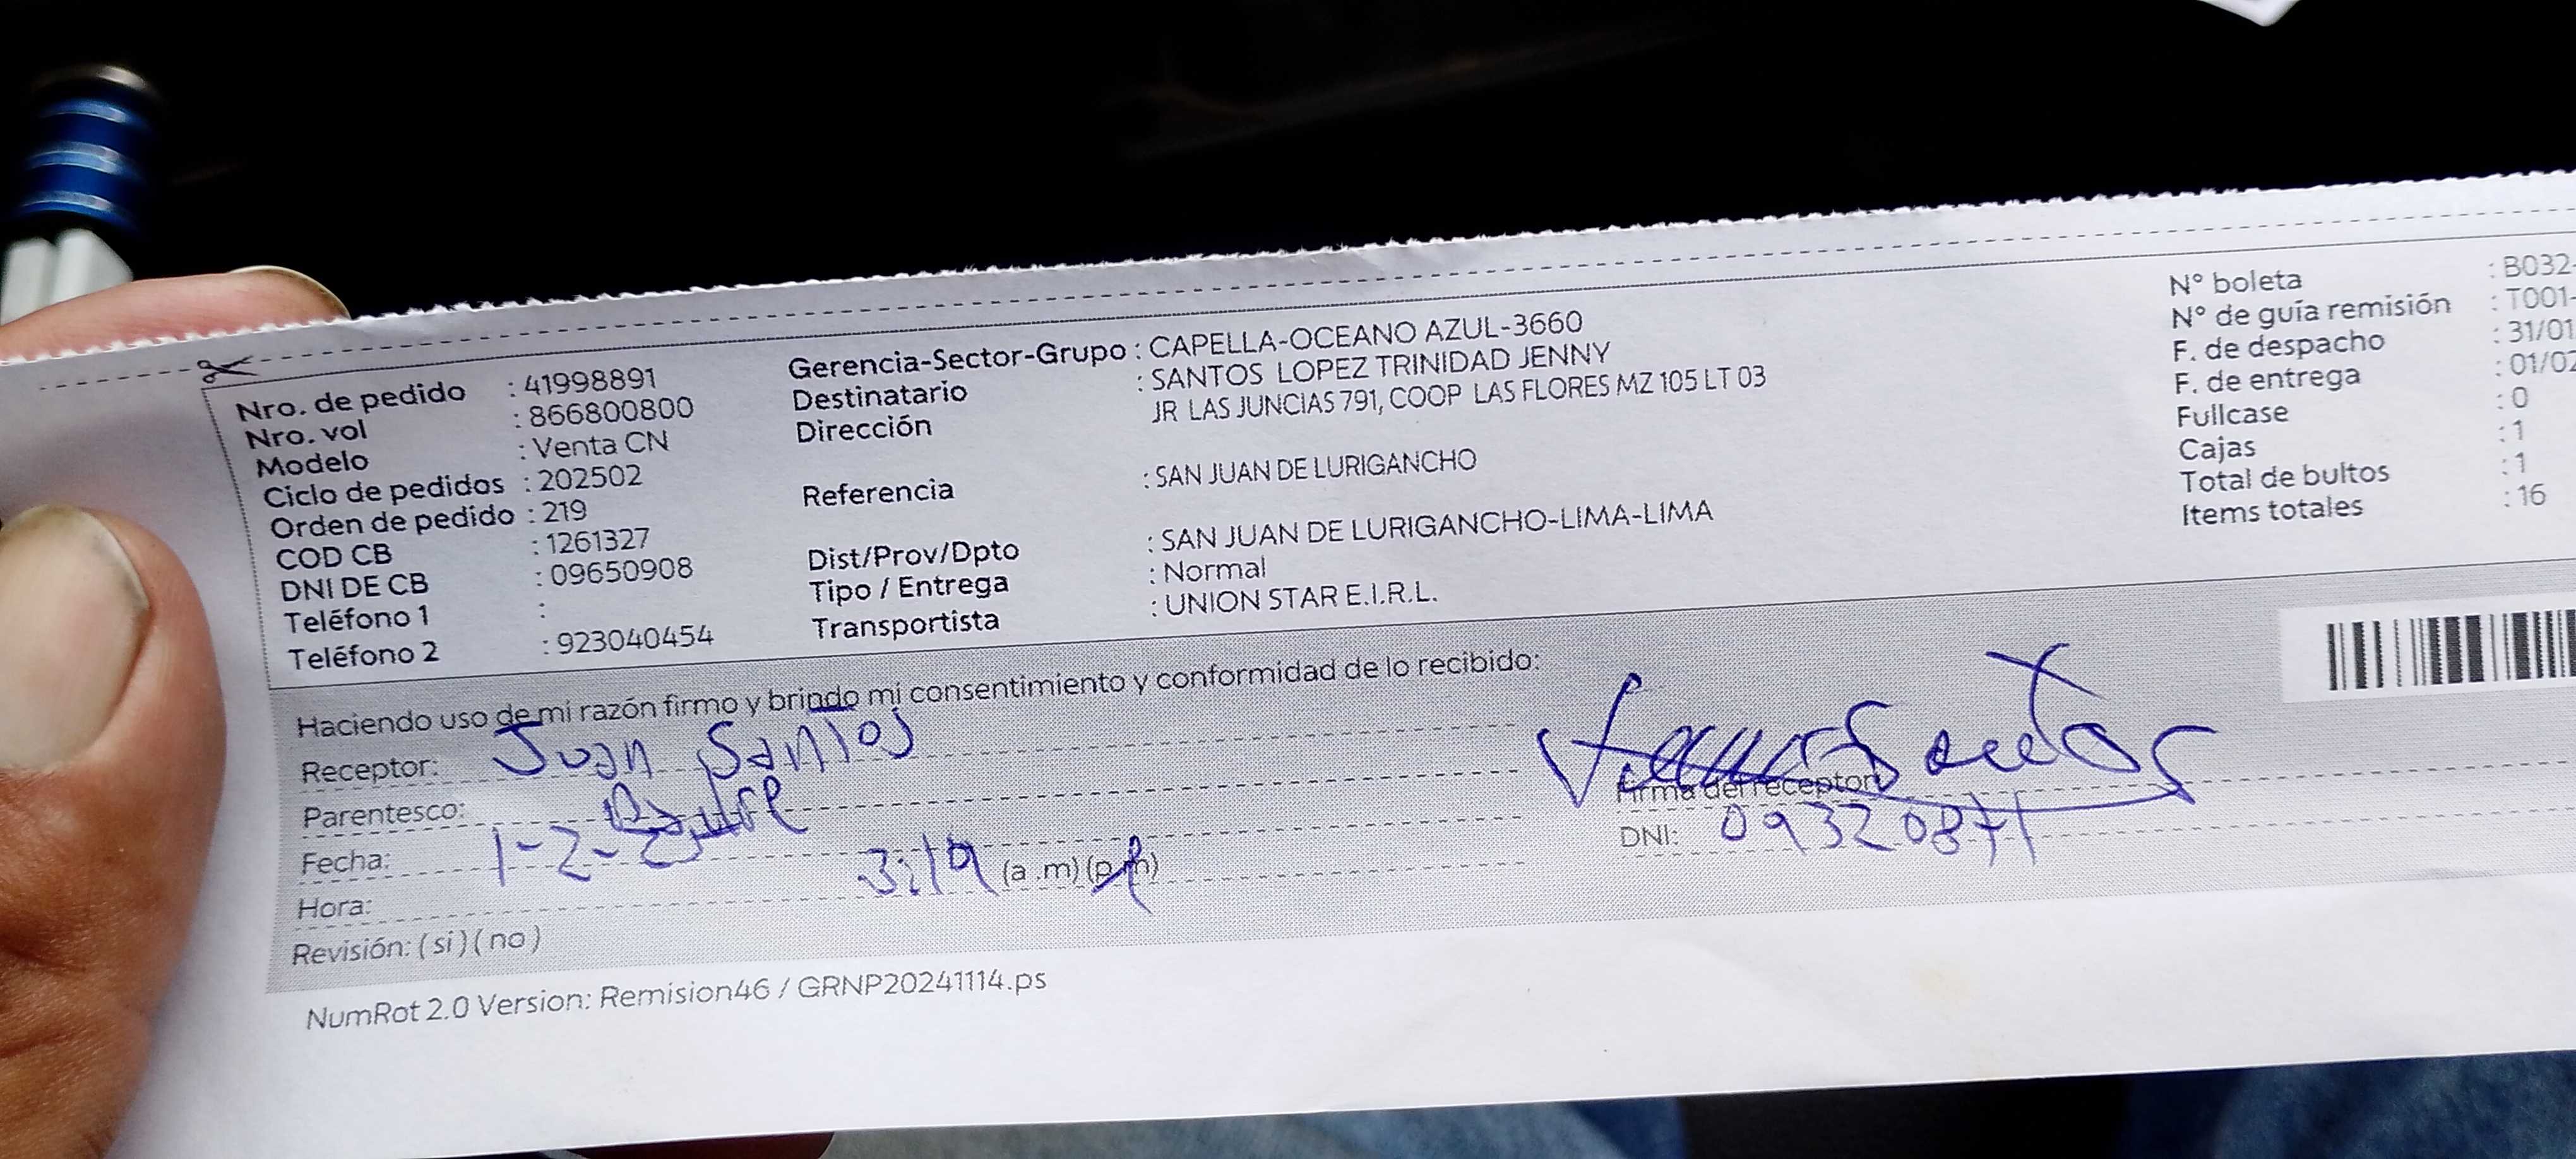 Nro. de pedido : 41998891
Nro. vol : 866800800
Modelo : Venta CN
Ciclo de pedidos : 202502
Orden de pedido : 219
COD CB : 1261327
DNI DE CB : 09650908
Teléfono 1 :
Teléfono 2 : 923040454
Gerencia-Sector-Grupo : CAPELLA-OCEANO AZUL-3660
Destinatario : SANTOS LOPEZ TRINIDAD JENNY
Dirección JR LAS JUNCIAS 791, COOP LAS FLORES MZ 105 LT 03
Referencia : SAN JUAN DE LURIGANCHO
Dist/Prov/Dpto : SAN JUAN DE LURIGANCHO-LIMA-LIMA
Tipo / Entrega : Normal
Transportista : UNION STAR E.I.R.L.
N° boleta : B032-
N° de guía remisión : T001-
F. de despacho : 31/01
F. de entrega : 01/02
Fullcase : 0
Cajas : 1
Total de bultos : 1
Items totales : 16
Haciendo uso de mi razón firmo y brindo mi consentimiento y conformidad de lo recibido:
Receptor: Juan Santos
Parentesco: Padre
Fecha: 1-2-25
Hora: 3:19 (a .m) (p.m)
Revisión: ( si ) ( no )
Firma del receptor
DNI: 09320871
NumRot 2.0 Version: Remision46 / GRNP20241114.ps